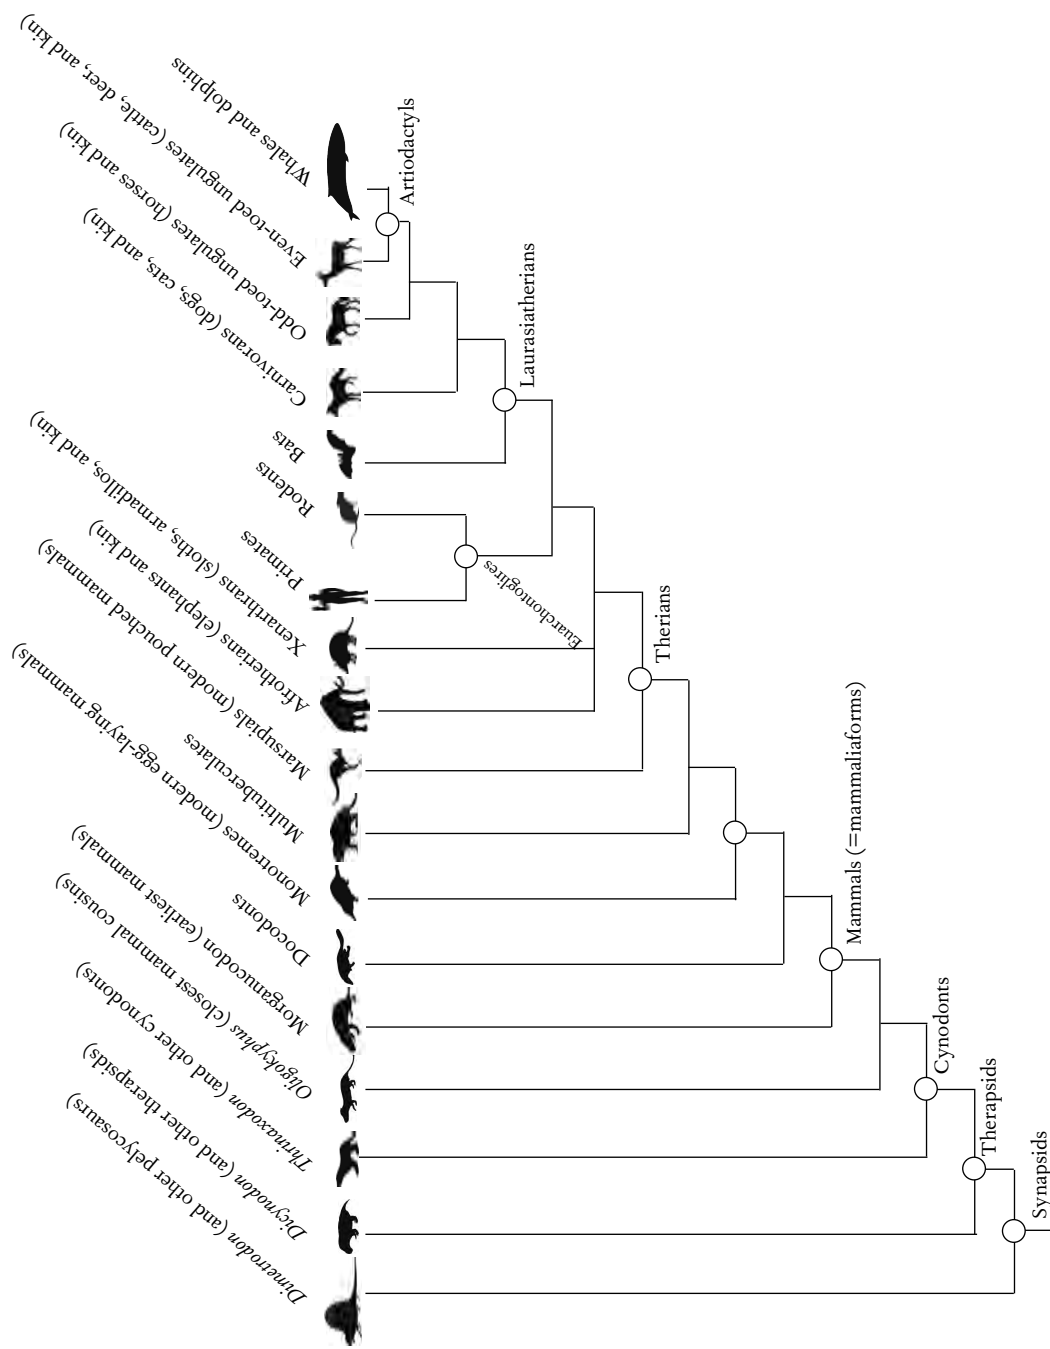 Whales and dolphins
Even-toed ungulates (cattle, deer, and kin)
Odd-toed ungulates (horses and kin)
Carnivorans (dogs, cats, and kin)
Bats
Rodents
Primates
Xenarthrans (sloths, armadillos, and kin)
Afrotherians (elephants and kin)
Marsupials (modern pouched mammals)
Multituberculates
Monotremes (modern egg-laying mammals)
Docodonts
Morganucodon (earliest mammals)
Oligokyphus (closest mammal cousins)
Thrinaxodon (and other cynodonts)
Dicynodon (and other therapsids)
Dimetrodon (and other pelycosaurs)
Artiodactyls
Laurasiatherians
Euarchontoglires
Therians
Mammals (=mammaliaforms)
Cynodonts
Therapsids
Synapsids